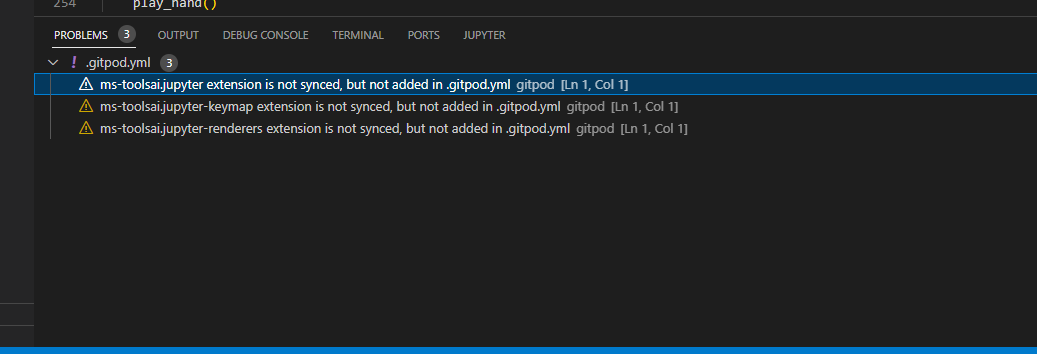 254 play_hand()
PROBLEMS 3 OUTPUT DEBUG CONSOLE TERMINAL PORTS JUPYTER
! .gitpod.yml 3
ms-toolsai.jupyter extension is not synced, but not added in .gitpod.yml gitpod [Ln 1, Col 1]
ms-toolsai.jupyter-keymap extension is not synced, but not added in .gitpod.yml gitpod [Ln 1, Col 1]
ms-toolsai.jupyter-renderers extension is not synced, but not added in .gitpod.yml gitpod [Ln 1, Col 1]